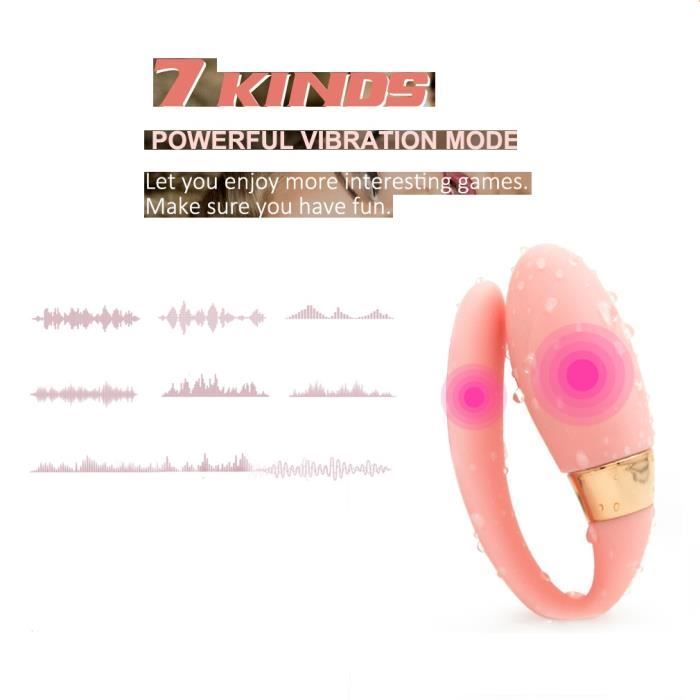 7 KINDS
POWERFUL VIBRATION MODE
Let you enjoy more interesting games.
Make sure you have fun.